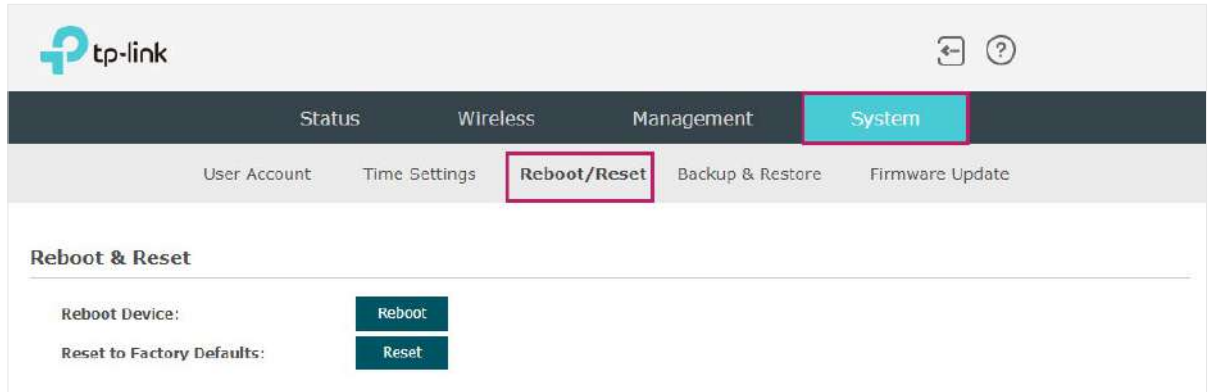 tp-link
Status Wireless Management System
User Account Time Settings Reboot/Reset Backup & Restore Firmware Update
Reboot & Reset
Reboot Device: Reboot
Reset to Factory Defaults: Reset